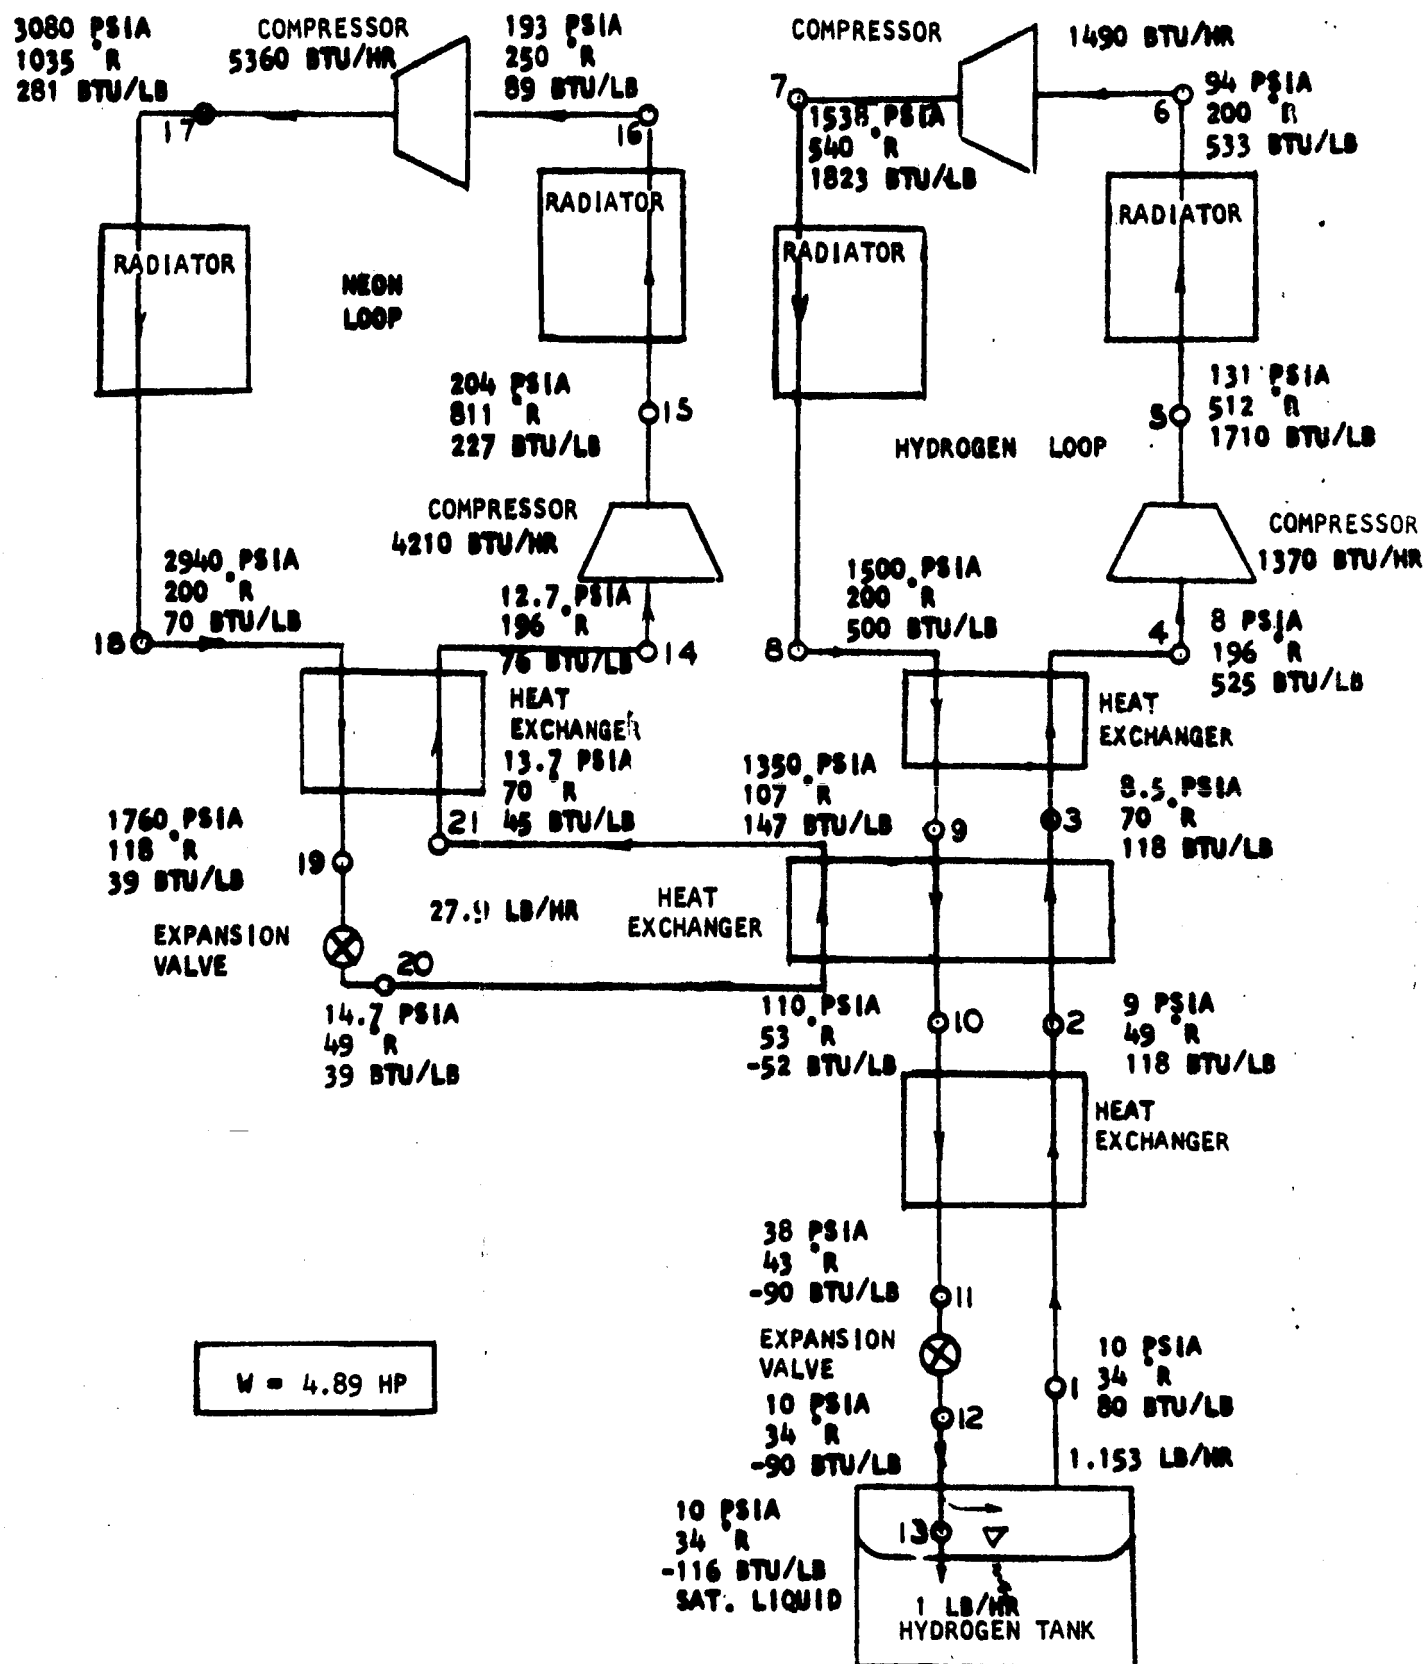 3080 PSIA
1035 °R
281 BTU/LB
17
COMPRESSOR
5360 BTU/HR
193 PSIA
250 °R
89 BTU/LB
16
RADIATOR
RADIATOR
NEON
LOOP
204 PSIA
811 °R
227 BTU/LB
15
COMPRESSOR
4210 BTU/HR
2940 PSIA
200 °R
70 BTU/LB
18
12.7 PSIA
196 °R
76 BTU/LB
14
HEAT
EXCHANGER
13.7 PSIA
70 °R
45 BTU/LB
21
1760 PSIA
118 °R
39 BTU/LB
19
EXPANSION
VALVE
20
14.7 PSIA
49 °R
39 BTU/LB
27.9 LB/HR
HEAT
EXCHANGER
COMPRESSOR
1490 BTU/HR
7
1538 PSIA
540 °R
1823 BTU/LB
6
94 PSIA
200 °R
533 BTU/LB
RADIATOR
RADIATOR
HYDROGEN LOOP
5
131 PSIA
512 °R
1710 BTU/LB
COMPRESSOR
1370 BTU/HR
8
1500 PSIA
200 °R
500 BTU/LB
4
8 PSIA
196 °R
525 BTU/LB
HEAT
EXCHANGER
1350 PSIA
107 °R
147 BTU/LB
9
3
8.5 PSIA
70 °R
118 BTU/LB
110 PSIA
53 °R
-52 BTU/LB
10
2
9 PSIA
49 °R
118 BTU/LB
HEAT
EXCHANGER
38 PSIA
43 °R
-90 BTU/LB
11
EXPANSION
VALVE
10 PSIA
34 °R
-90 BTU/LB
12
1
10 PSIA
34 °R
80 BTU/LB
1.153 LB/HR
10 PSIA
34 °R
-116 BTU/LB
SAT. LIQUID
13
1 LB/HR
HYDROGEN TANK
W = 4.89 HP